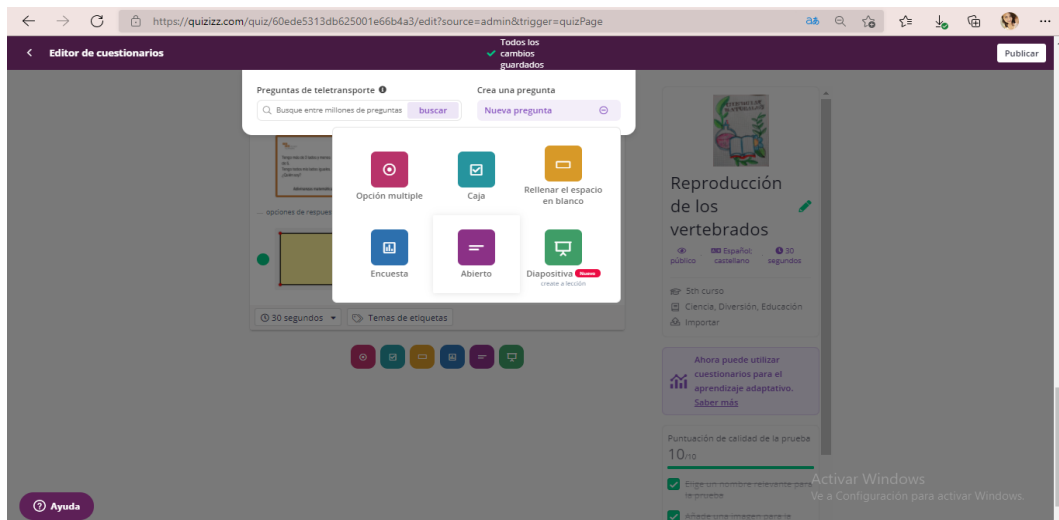 https://quizizz.com/quiz/60ede5313db625001e66b4a3/edit?source=admin&trigger=quizPage
Editor de cuestionarios
Todos los
cambios
guardados
Publicar
Preguntas de teletransporte
Crea una pregunta
Busque entre millones de preguntas
buscar
Nueva pregunta
Opción multiple
Caja
Rellenar el espacio
en blanco
Encuesta
Abierto
Diapositiva Nuevo
create a lección
... opciones de respues
30 segundos
Temas de etiquetas
Reproducción
de los
vertebrados
público
Español:
castellano
30
segundos
5th curso
Ciencia, Diversión, Educación
Importar
Ahora puede utilizar
cuestionarios para el
aprendizaje adaptativo.
Saber más
Puntuación de calidad de la prueba
10/10
Elige un nombre relevante para
la prueba
Añade una imagen para la
Activar Windows
Ve a Configuración para activar Windows.
Ayuda